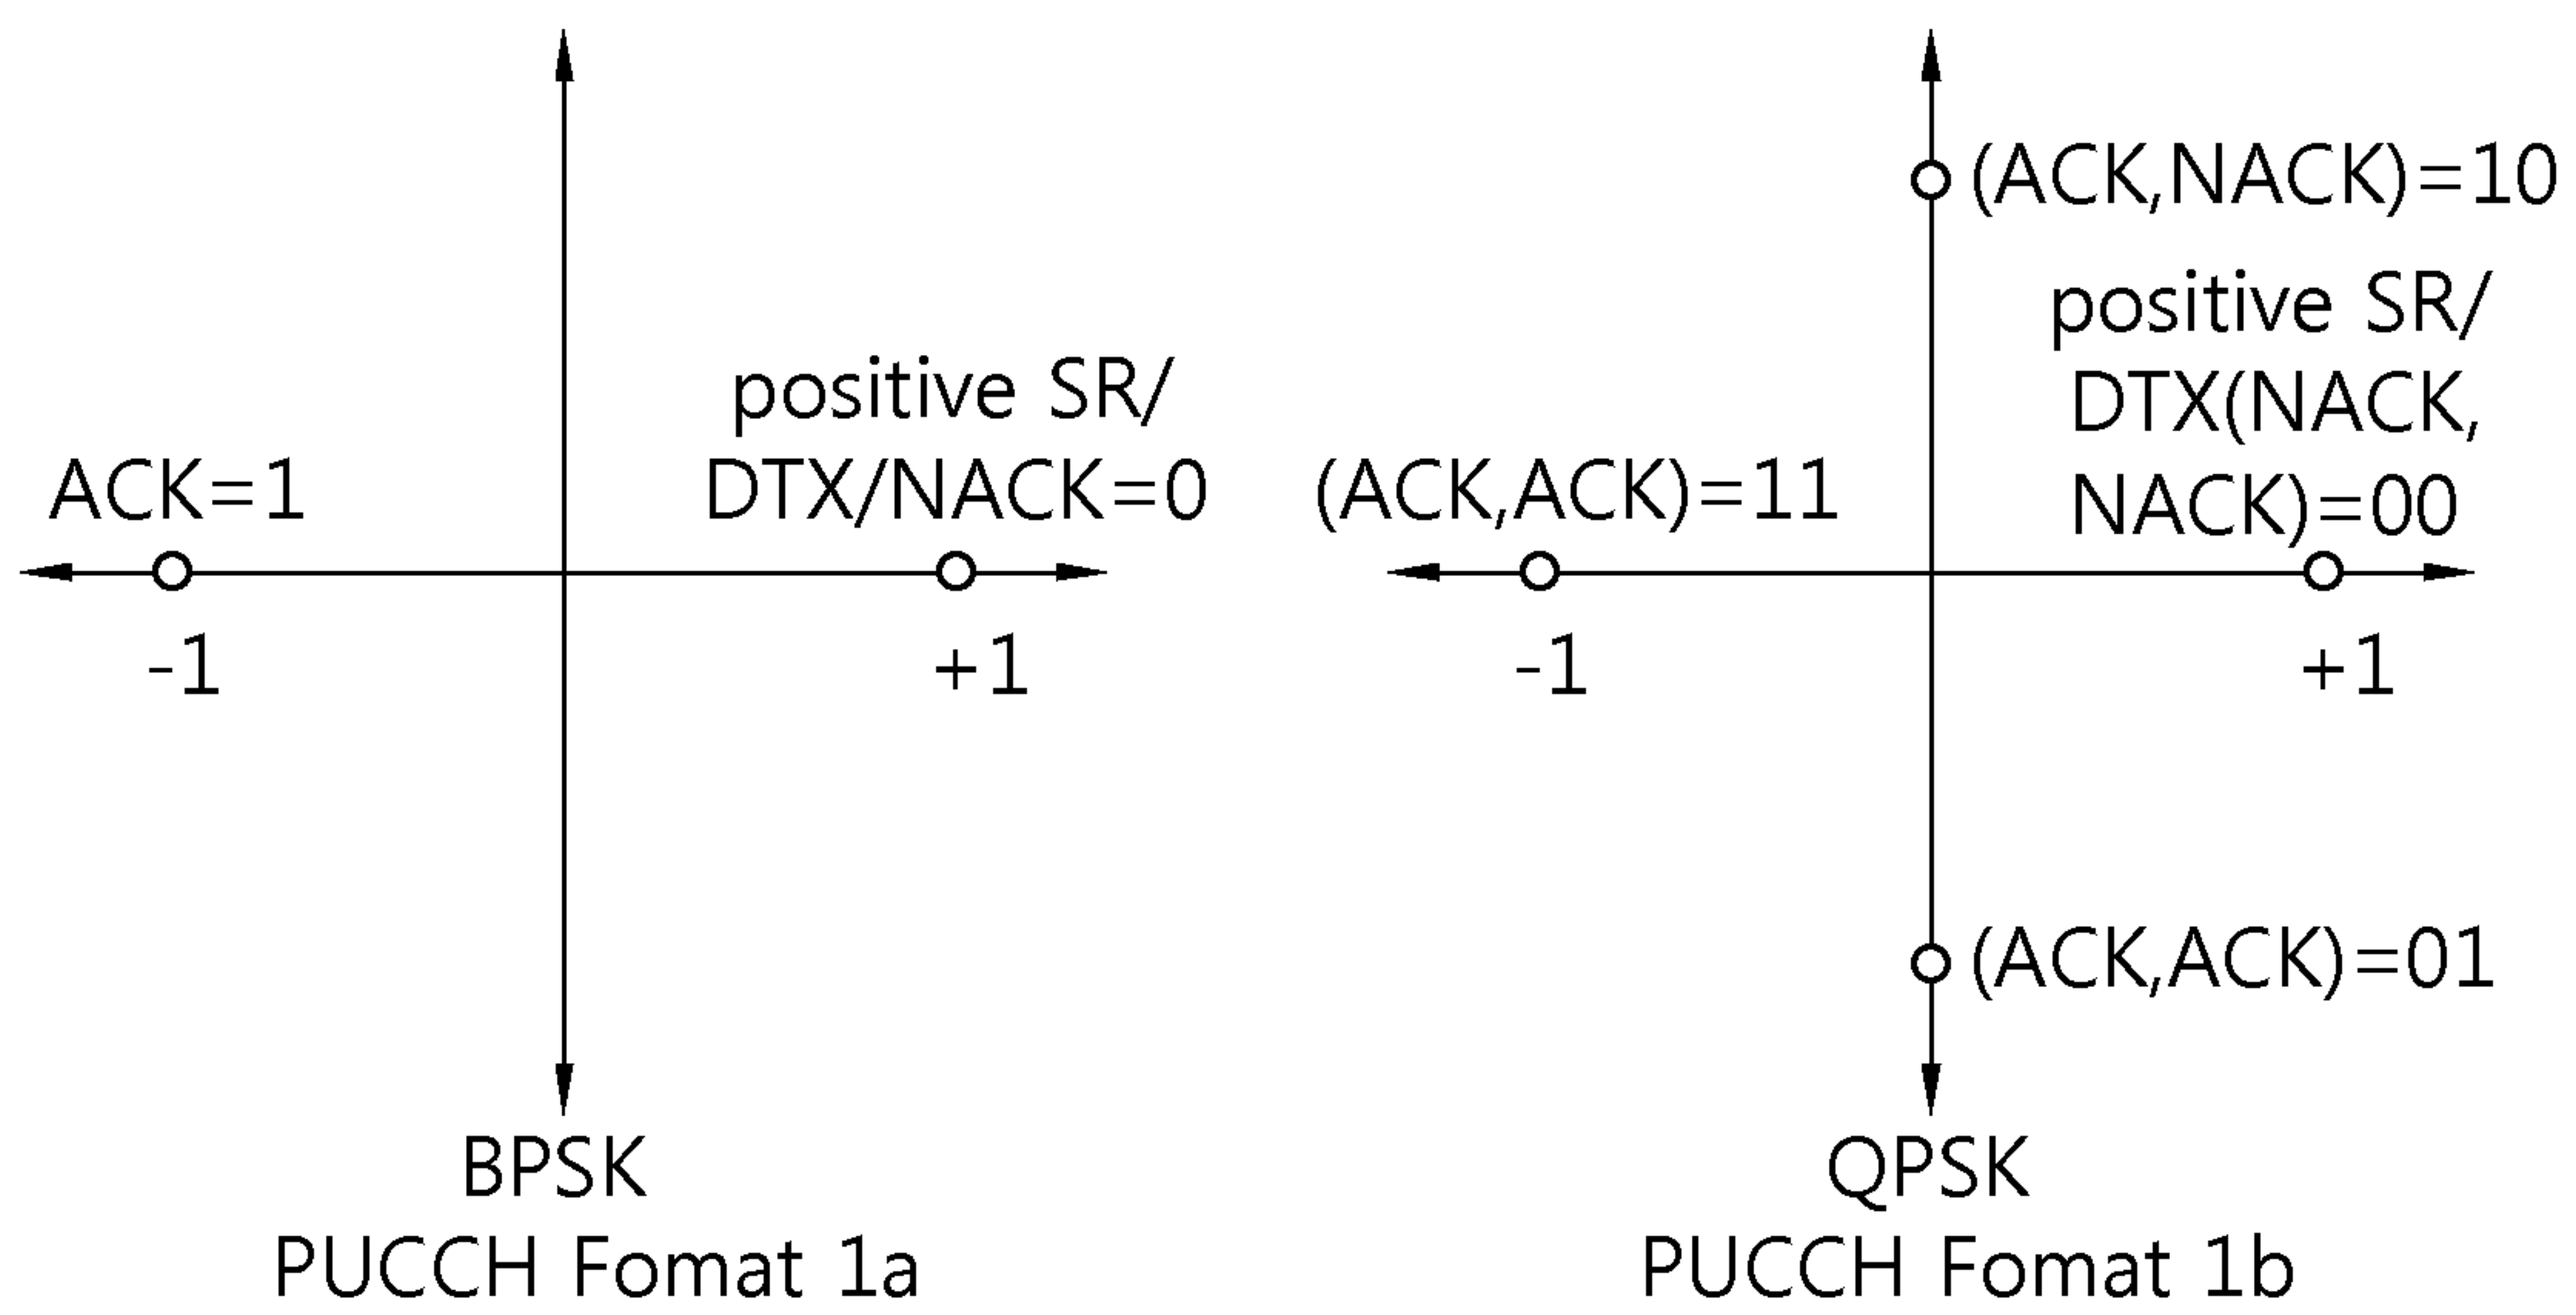 positive SR/
DTX/NACK=0
ACK=1
-1
+1
BPSK
PUCCH Fomat 1a
(ACK,NACK)=10
positive SR/
DTX(NACK,
NACK)=00
(ACK,ACK)=11
-1
+1
(ACK,ACK)=01
QPSK
PUCCH Fomat 1b